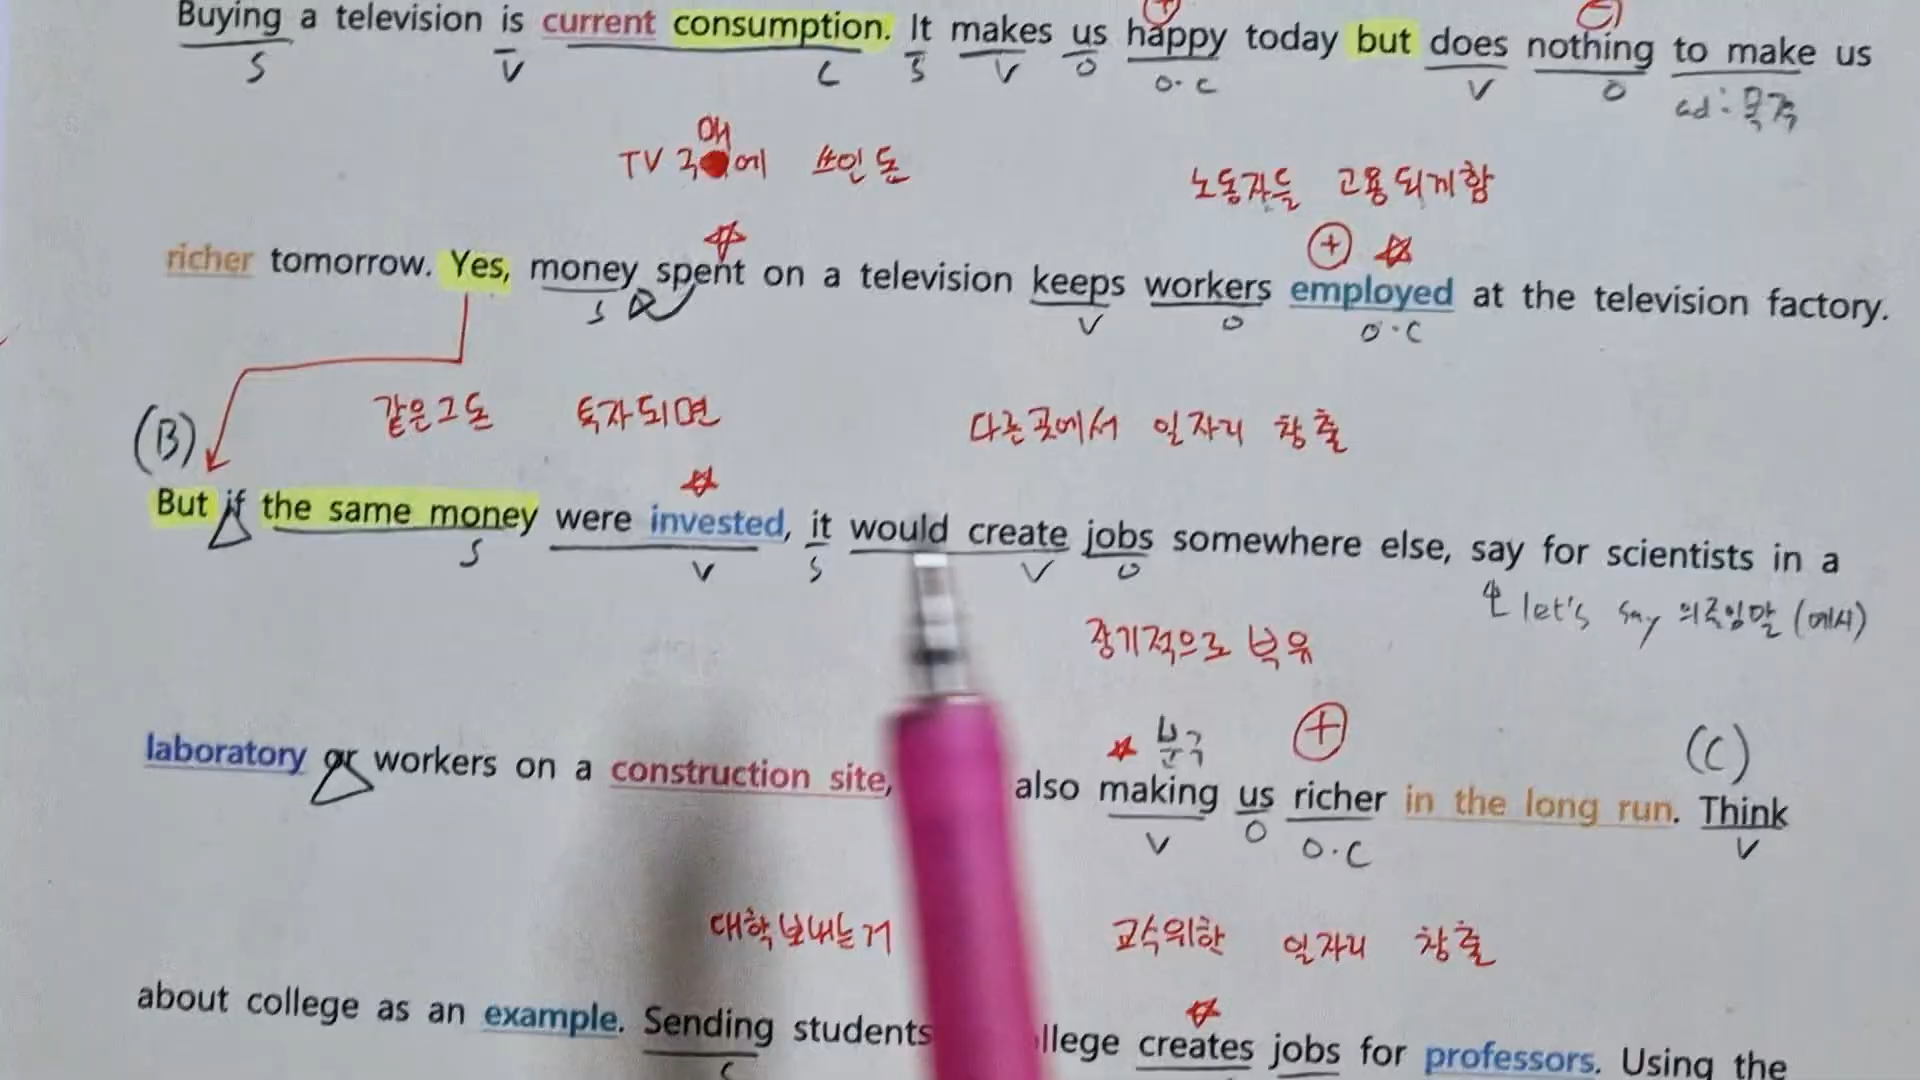 Buying a television is current consumption. It makes us happy today but does nothing to make us
S V C S V O O·C V O ad: 목적
매
TV 구에 쓰인 돈 노동자들 고용되게함
richer tomorrow. Yes, money spent on a television keeps workers employed at the television factory.
S V O O·C
(B) 같은 그 돈 투자되면 다른곳에서 일자리 창출
But if the same money were invested, it would create jobs somewhere else, say for scientists in a
S V S V O let's say 의 줄임말 (예시)
장기적으로 부유
분구 (C)
laboratory or workers on a construction site, also making us richer in the long run. Think
V O O·C V
대학 보내는거 교수위한 일자리 창출
about college as an example. Sending students llege creates jobs for professors. Using the
S